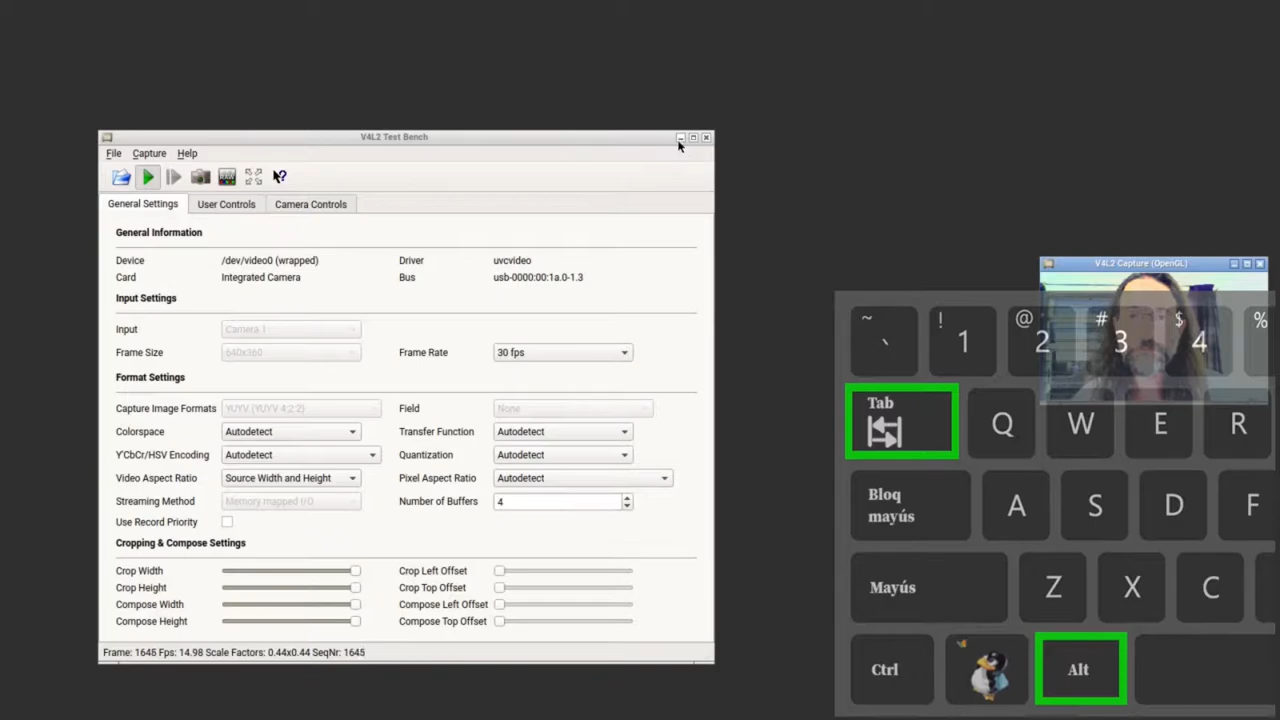 V4L2 Test Bench
File Capture Help
General Settings User Controls Camera Controls
General Information
Device /dev/video0 (wrapped) Driver uvcvideo
Card Integrated Camera Bus usb-0000:00:1a.0-1.3
Input Settings
Input Camera 1
Frame Size 640x360 Frame Rate 30 fps
Format Settings
Capture Image Formats YUYV (YUYV 4:2:2) Field None
Colorspace Autodetect Transfer Function Autodetect
Y'CbCr/HSV Encoding Autodetect Quantization Autodetect
Video Aspect Ratio Source Width and Height Pixel Aspect Ratio Autodetect
Streaming Method Memory mapped I/O Number of Buffers 4
Use Record Priority
Cropping & Compose Settings
Crop Width Crop Left Offset
Crop Height Crop Top Offset
Compose Width Compose Left Offset
Compose Height Compose Top Offset
Frame: 1646 Fps: 14.98 Scale Factors: 0.44x0.44 SeqNr: 1645
V4L2 Capture (OpenGL)
~ ! @ # $ %
` 1 2 3 4
Tab Q W E R
Bloq
mayús A S D F
Mayús Z X C
Ctrl Alt